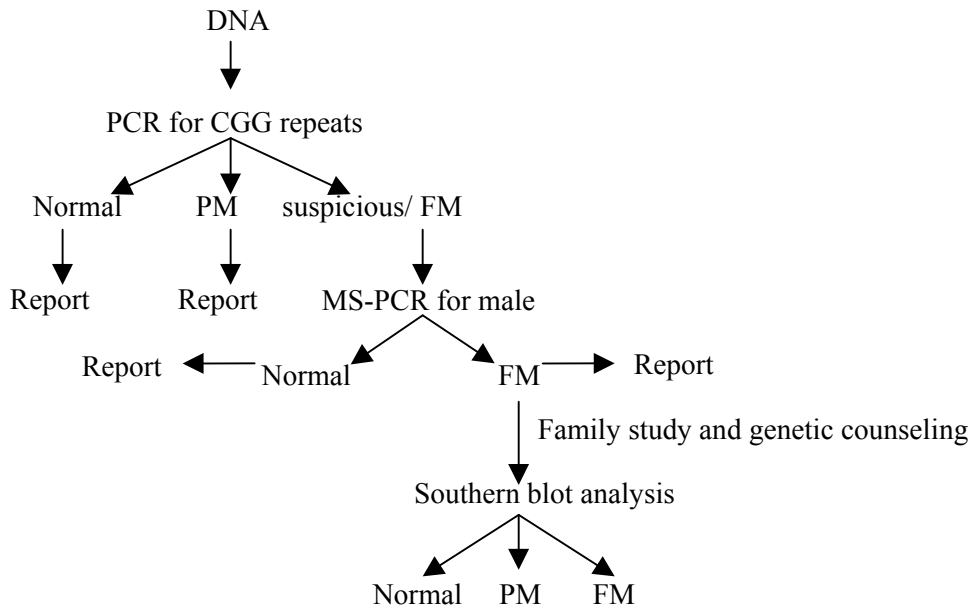 DNA
PCR for CGG repeats
Normal PM suspicious/ FM
Report Report MS-PCR for male
Report Normal FM Report
Family study and genetic counseling
Southern blot analysis
Normal PM FM